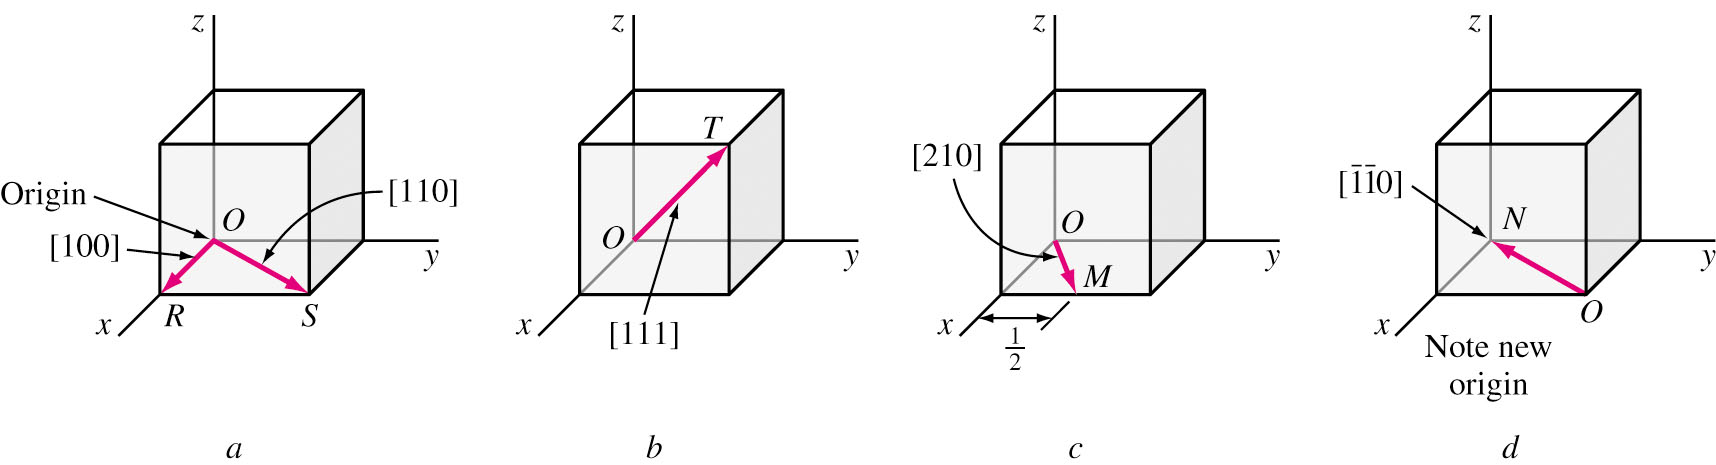 z
Origin
O
[110]
[100]
y
x
R
S
a
z
T
O
y
x
[111]
b
z
[210]
O
M
y
x
1/2
c
z
[1̄1̄0]
N
y
x
O
Note new
origin
d